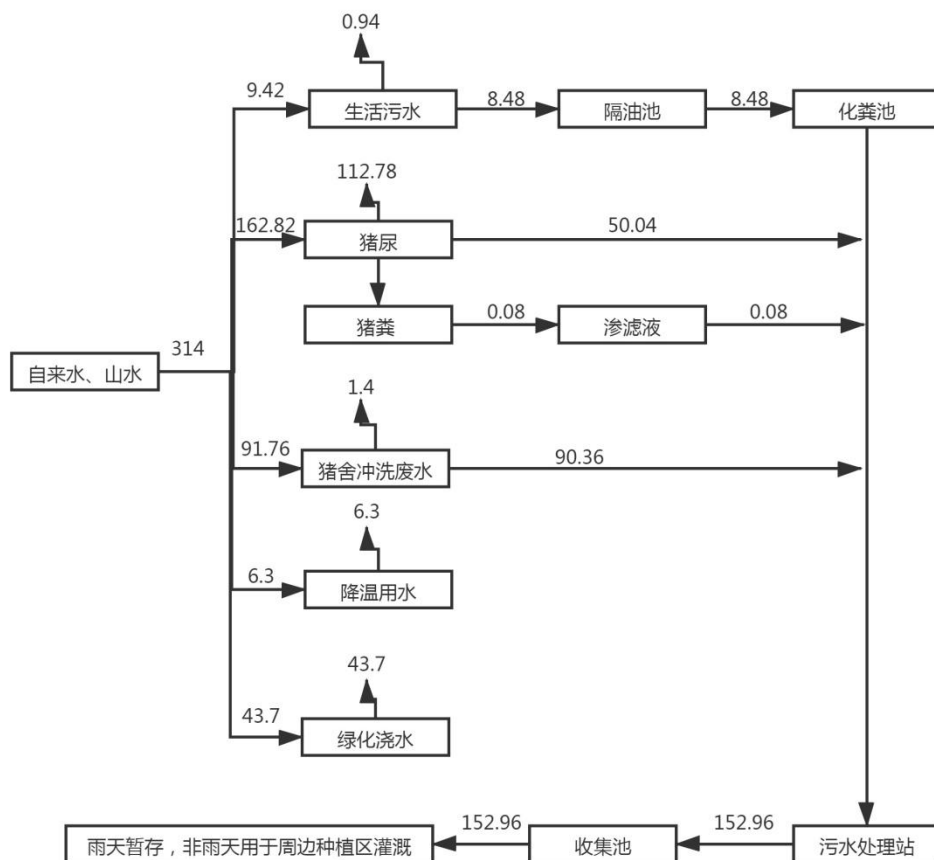 0.94
9.42
生活污水
8.48
隔油池
8.48
化粪池
112.78
162.82
猪尿
50.04
猪粪
0.08
渗滤液
0.08
314
自来水、山水
1.4
91.76
猪舍冲洗废水
90.36
6.3
6.3
降温用水
43.7
43.7
绿化浇水
雨天暂存，非雨天用于周边种植区灌溉
152.96
收集池
152.96
污水处理站